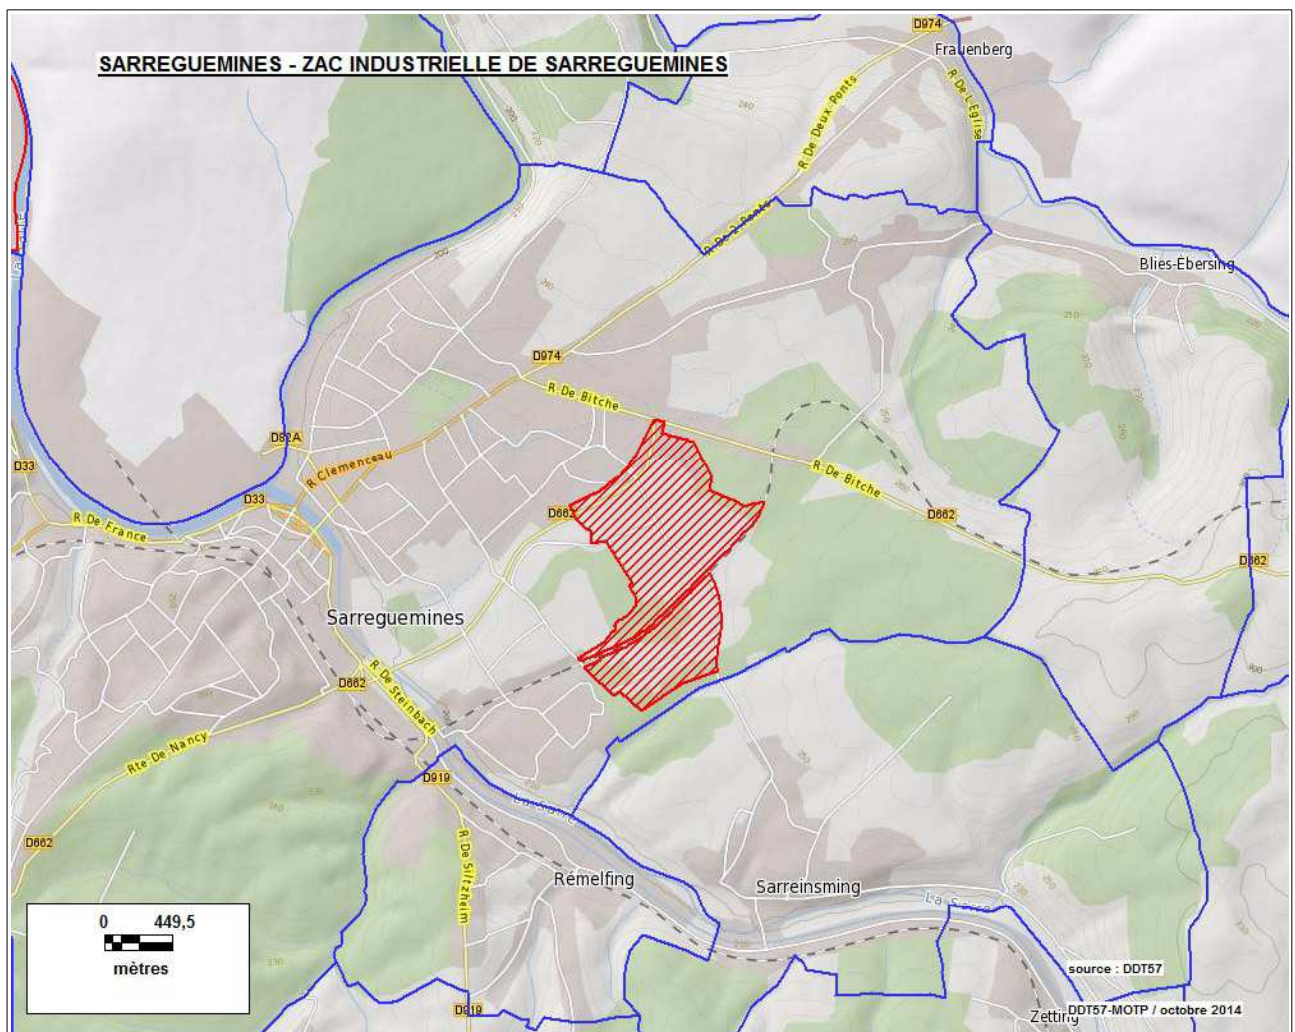 D974
Frauenberg
SARREGUEMINES - ZAC INDUSTRIELLE DE SARREGUEMINES
R De Deux Ponts
R De L Eglise
R De 2 Ponts
Blies-Ébersing
D974
R De Bitche
D82A
R Clemenceau
D33
R De Bitche
D33
D662
D662
R De France
D662
Sarreguemines
D662
R De Steinbach
Rte De Nancy
D919
La Sarre
D662
R De Siltzheim
Rémelfing
Sarreinsming
La Sarre
0 449,5
mètres
source : DDT57
D919
Zetting
DDT57-MOTP / octobre 2014